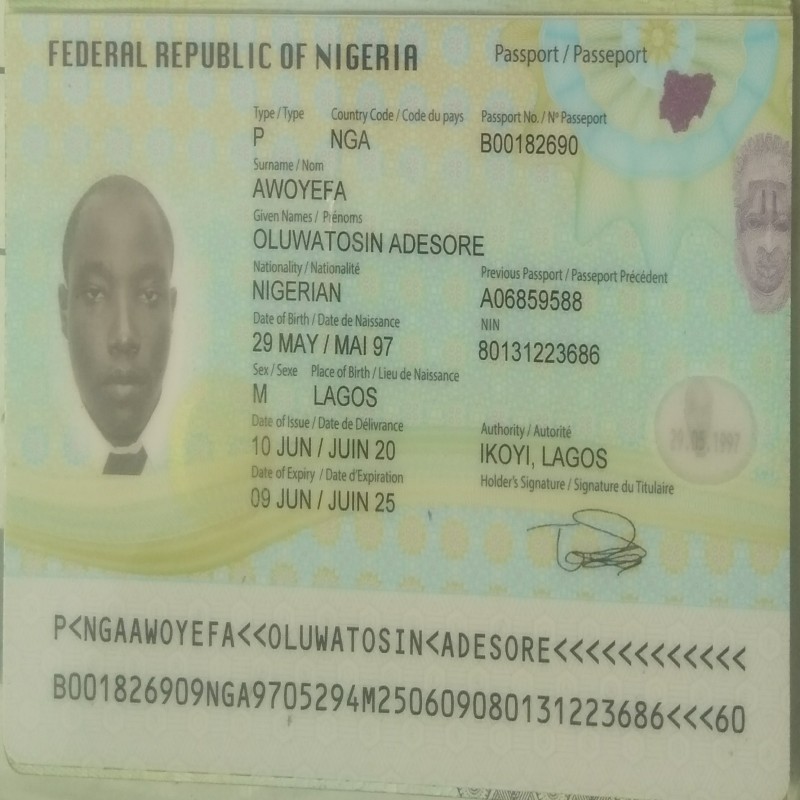 FEDERAL REPUBLIC OF NIGERIA
Passport / Passeport
Type / Type Country Code / Code du pays Passport No. / Nº Passeport
P NGA B00182690
Surname / Nom
AWOYEFA
Given Names / Prénoms
OLUWATOSIN ADESORE
Nationality / Nationalité Previous Passport / Passeport Précédent
NIGERIAN A06859588
Date of Birth / Date de Naissance NIN
29 MAY / MAI 97 80131223686
Sex / Sexe Place of Birth / Lieu de Naissance
M LAGOS
Date of Issue / Date de Délivrance Authority / Autorité
10 JUN / JUIN 20 IKOYI, LAGOS
Date of Expiry / Date d'Expiration Holder's Signature / Signature du Titulaire
09 JUN / JUIN 25
29.05.1997
P<NGAAWOYEFA<<OLUWATOSIN<ADESORE<<<<<<<<<<<<
B001826909NGA9705294M250609080131223686<<<60